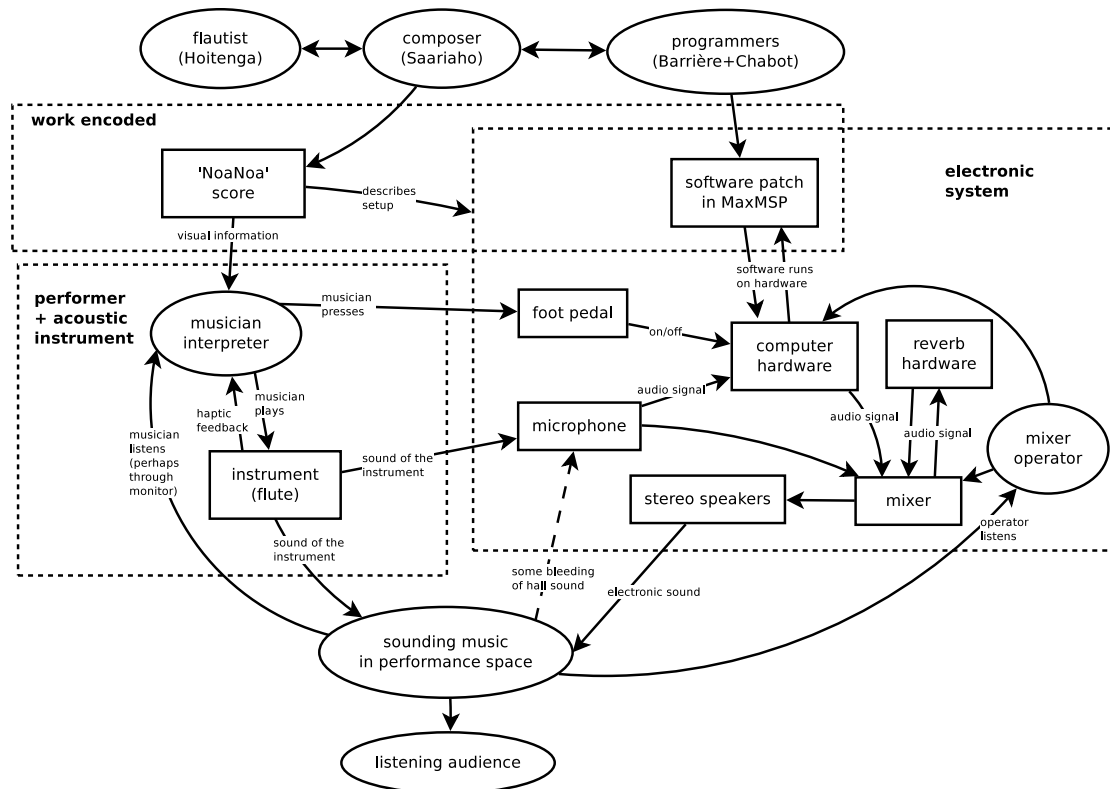 flautist
(Hoitenga)
composer
(Saariaho)
programmers
(Barrière+Chabot)
work encoded
electronic
system
'NoaNoa'
score
describes
setup
software patch
in MaxMSP
visual information
software runs
on hardware
performer
+ acoustic
instrument
musician
interpreter
musician
presses
foot pedal
on/off
computer
hardware
reverb
hardware
musician
plays
haptic
feedback
audio signal
audio signal
audio signal
microphone
mixer
operator
musician
listens
(perhaps
through
monitor)
instrument
(flute)
sound of the
instrument
stereo speakers
mixer
operator
listens
sound of the
instrument
some bleeding
of hall sound
electronic sound
sounding music
in performance space
listening audience